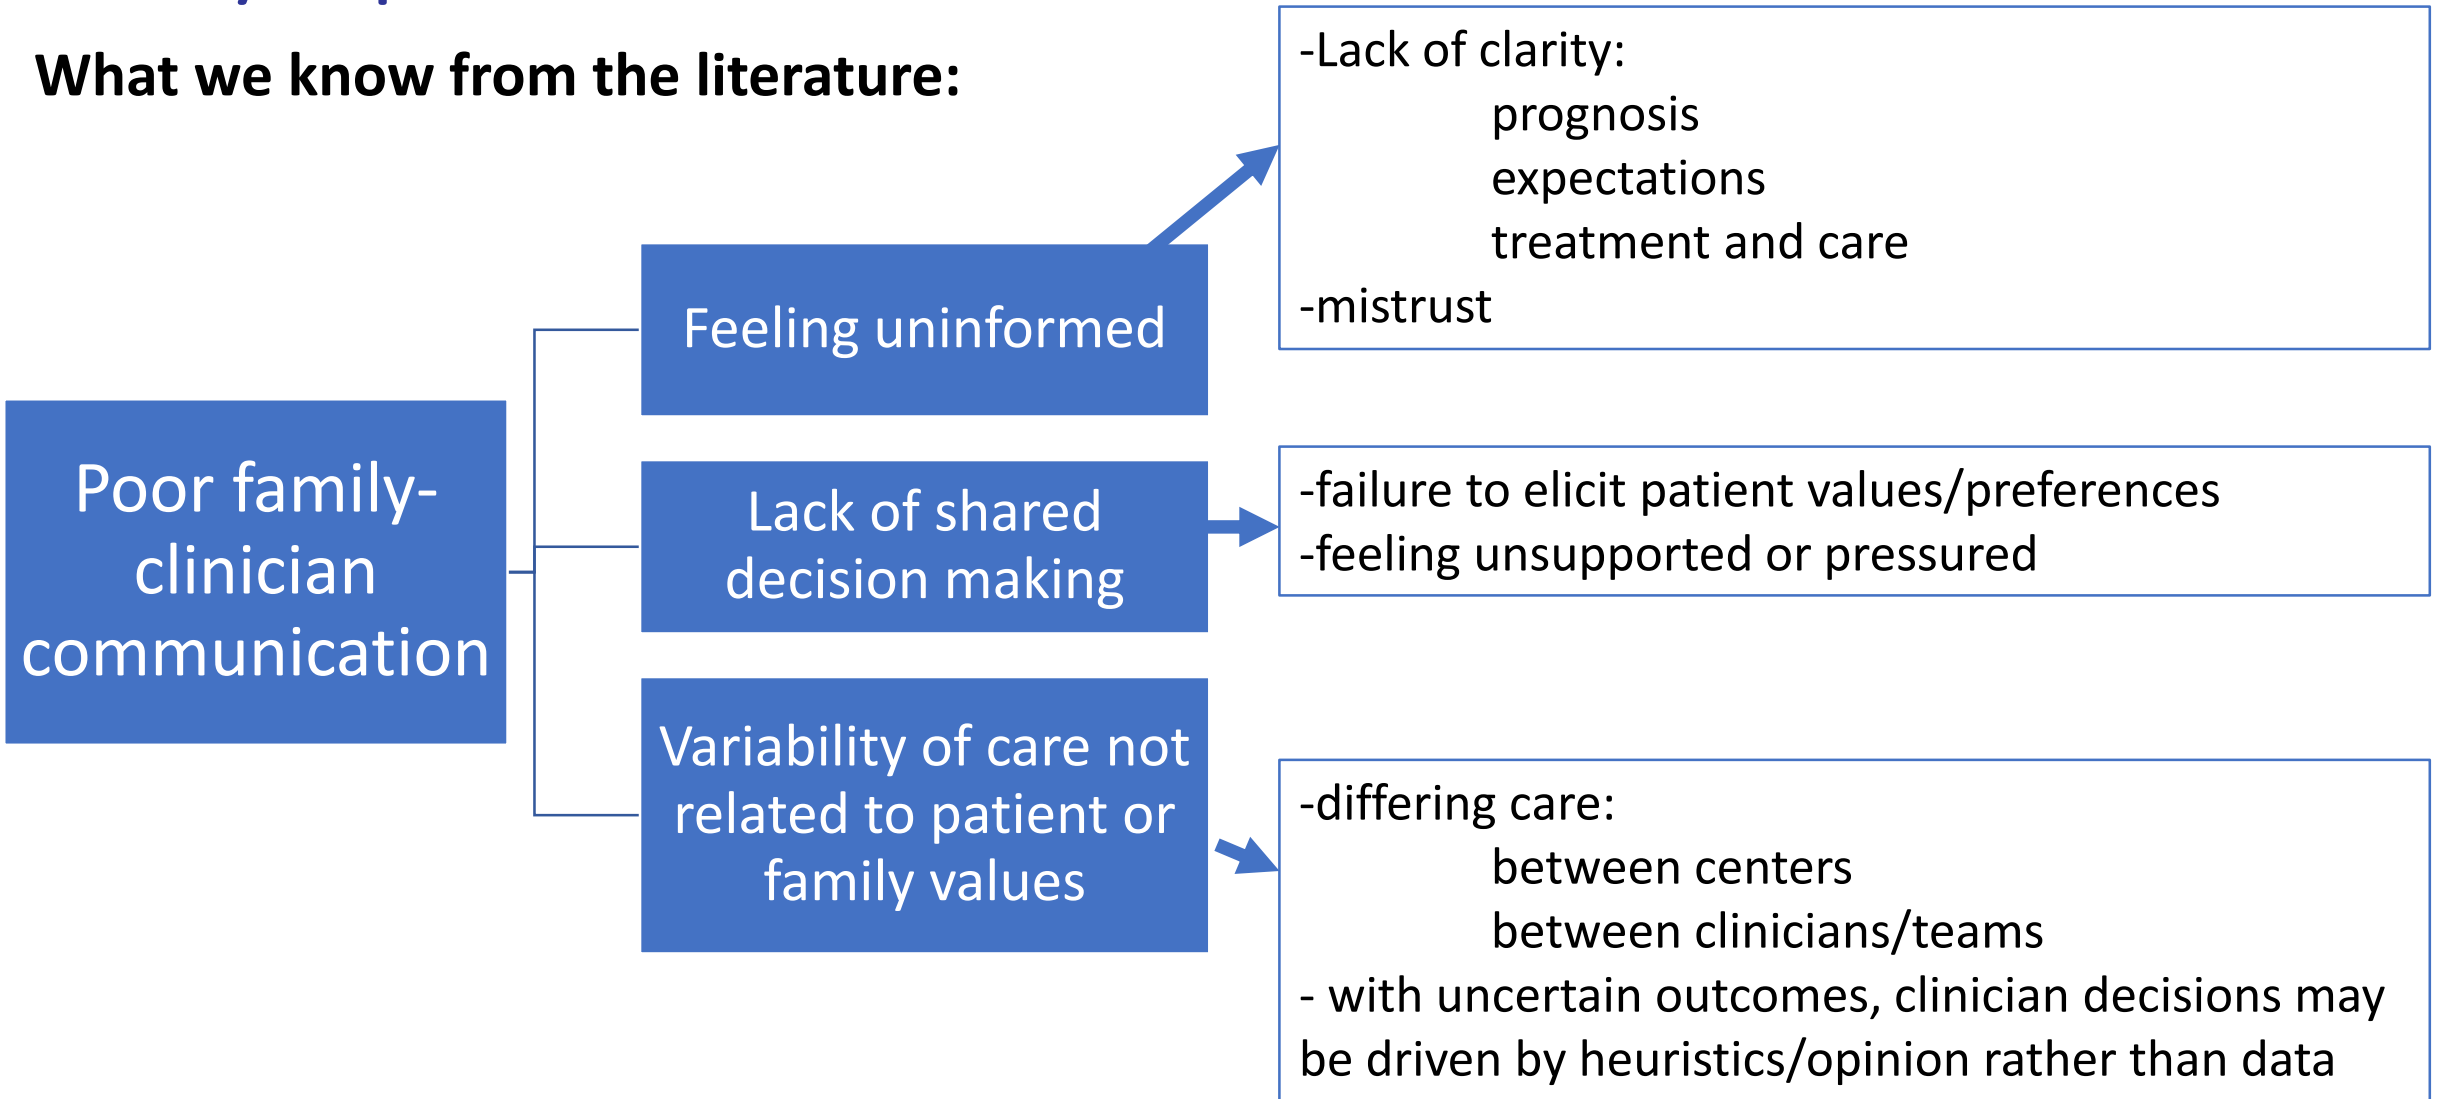 What we know from the literature:
-Lack of clarity:
prognosis
expectations
treatment and care
-mistrust
Feeling uninformed
Poor family-
clinician
communication
Lack of shared
decision making
-failure to elicit patient values/preferences
-feeling unsupported or pressured
Variability of care not
related to patient or
family values
-differing care:
between centers
between clinicians/teams
- with uncertain outcomes, clinician decisions may
be driven by heuristics/opinion rather than data